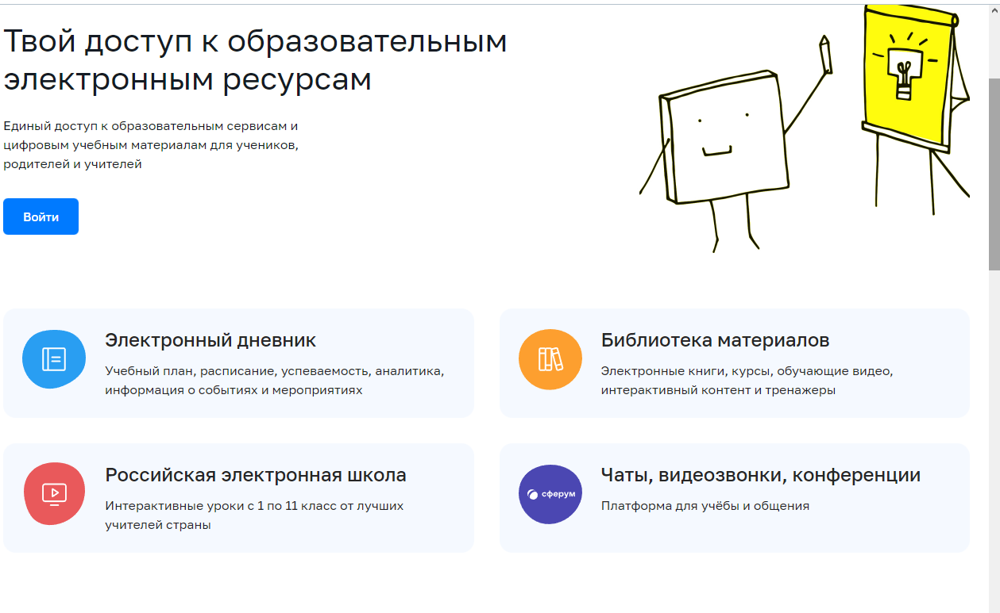 Твой доступ к образовательным
электронным ресурсам
Единый доступ к образовательным сервисам и
цифровым учебным материалам для учеников,
родителей и учителей
Войти
Электронный дневник
Учебный план, расписание, успеваемость, аналитика,
информация о событиях и мероприятиях
Библиотека материалов
Электронные книги, курсы, обучающие видео,
интерактивный контент и тренажеры
Российская электронная школа
Интерактивные уроки с 1 по 11 класс от лучших
учителей страны
сферум
Чаты, видеозвонки, конференции
Платформа для учёбы и общения